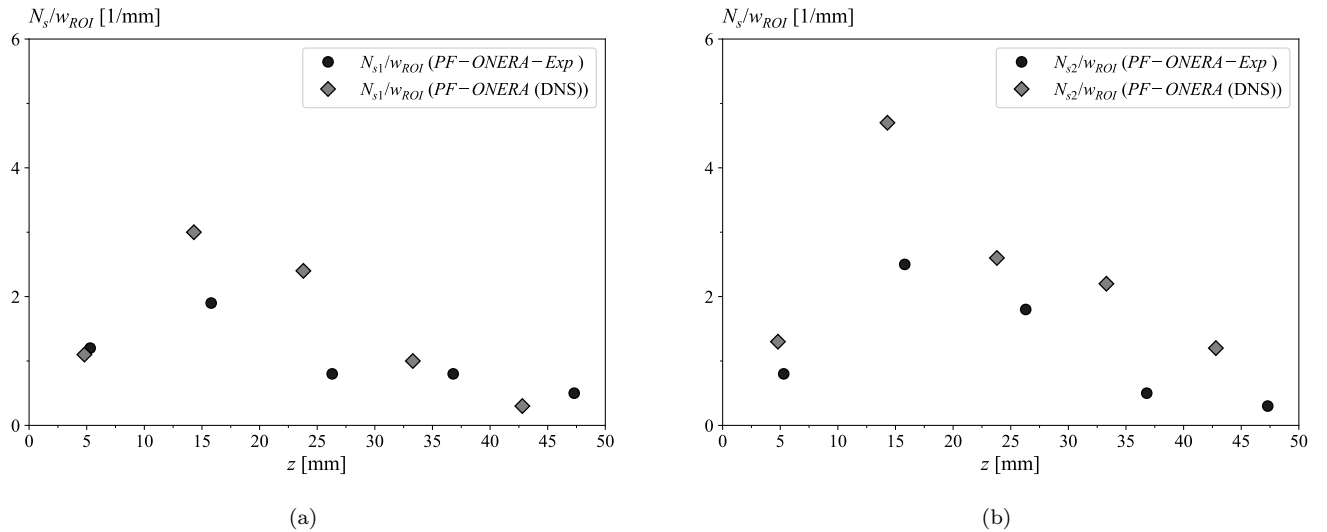 N_s/w_ROI [1/mm]
6
4
2
0
N_s1/w_ROI (PF−ONERA−Exp )
N_s1/w_ROI (PF−ONERA (DNS))
0 5 10 15 20 25 30 35 40 45 50
z [mm]
(a)
N_s/w_ROI [1/mm]
6
4
2
0
N_s2/w_ROI (PF−ONERA−Exp )
N_s2/w_ROI (PF−ONERA (DNS))
0 5 10 15 20 25 30 35 40 45 50
z [mm]
(b)